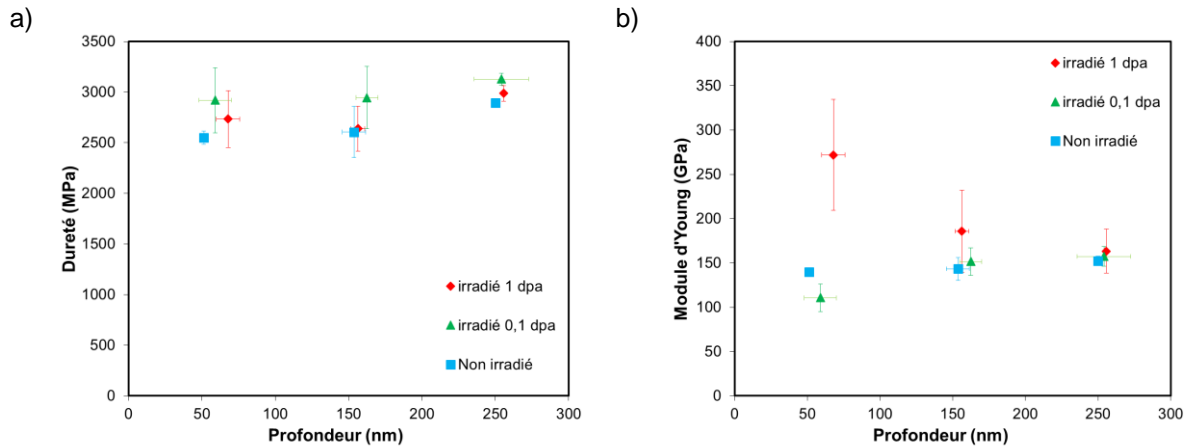 a)
3500
3000
2500
2000
1500
1000
500
0
0 50 100 150 200 250 300
Dureté (MPa)
Profondeur (nm)
irradié 1 dpa
irradié 0,1 dpa
Non irradié
b)
400
350
300
250
200
150
100
50
0
0 50 100 150 200 250 300
Module d'Young (GPa)
Profondeur (nm)
irradié 1 dpa
irradié 0,1 dpa
Non irradié